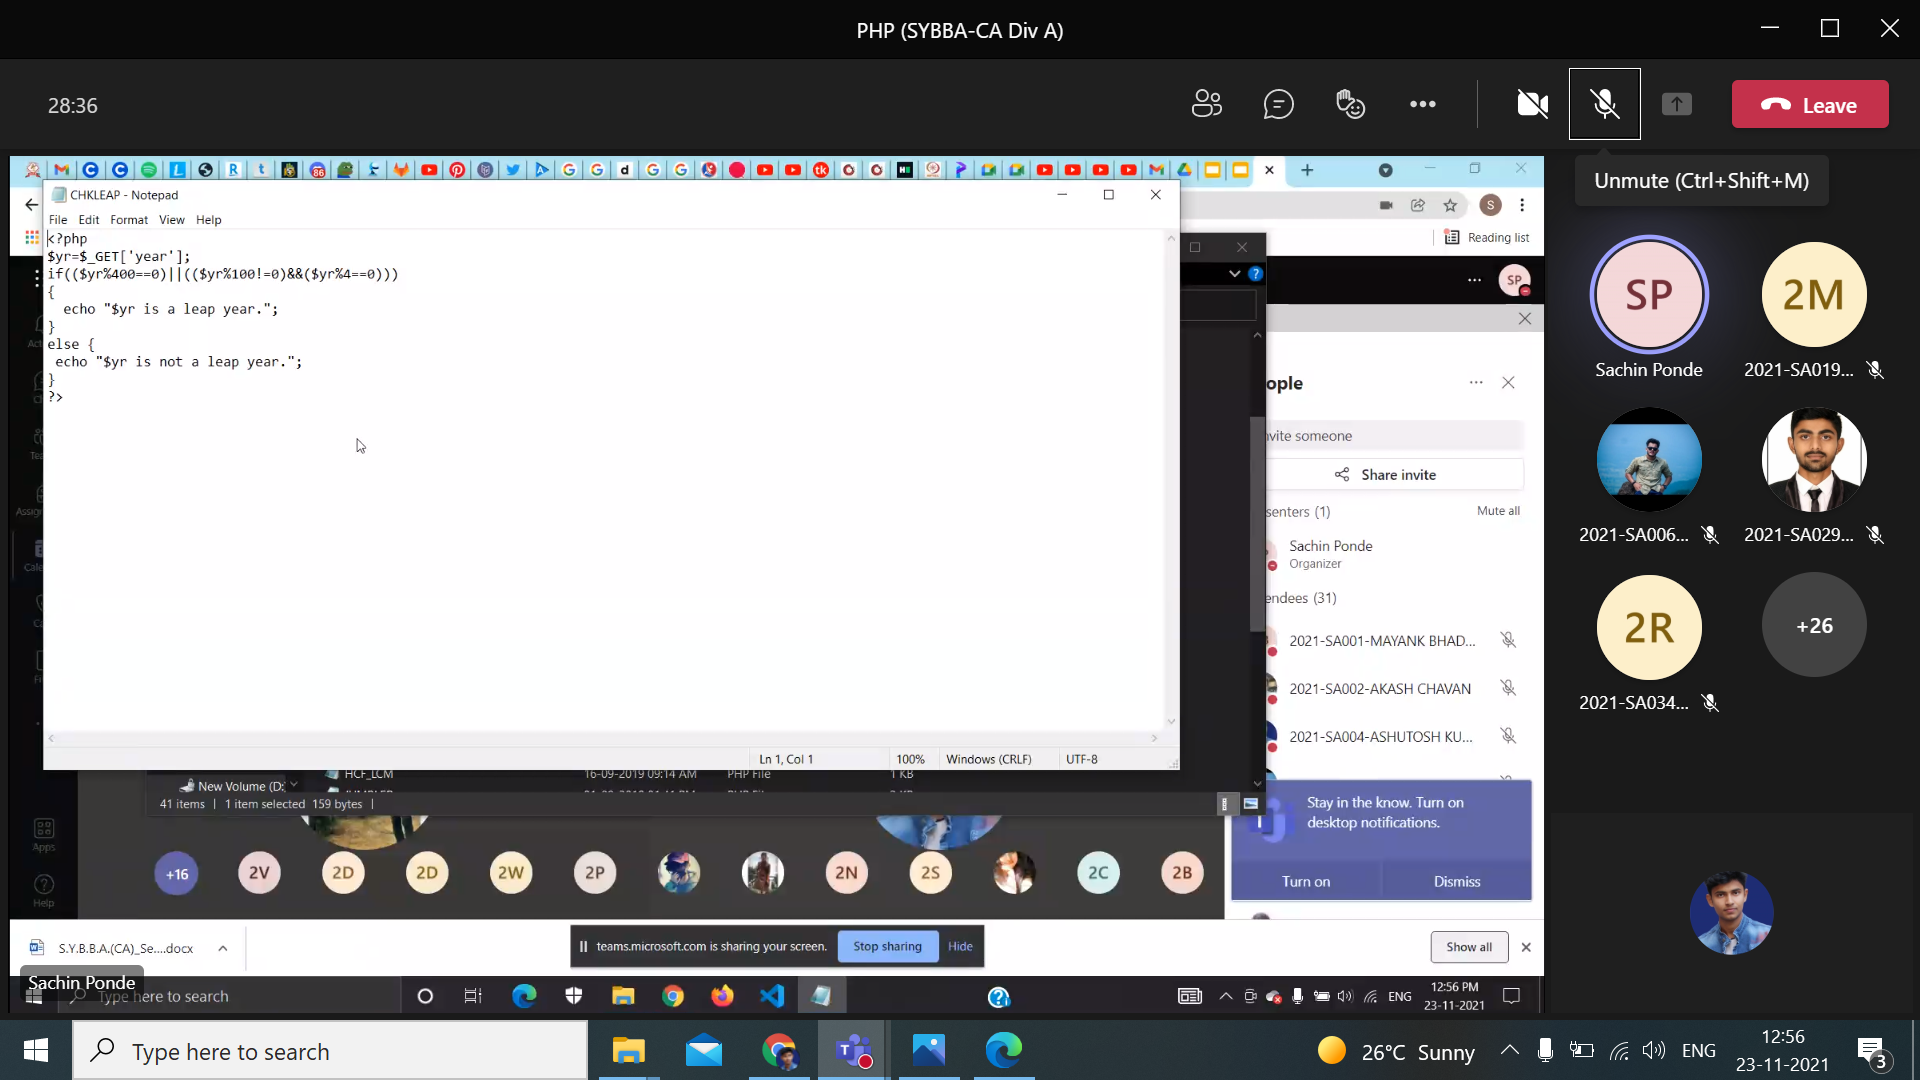 PHP (SYBBA-CA Div A)
28:36
Leave
Unmute (Ctrl+Shift+M)
CHKLEAP - Notepad
File Edit Format View Help
<?php
$yr=$_GET['year'];
if(($yr%400==0)||(($yr%100!=0)&&($yr%4==0)))
{
echo "$yr is a leap year.";
}
else {
echo "$yr is not a leap year.";
}
?>
Ln 1, Col 1 100% Windows (CRLF) UTF-8
HCF_LCM 16-09-2019 09:14 AM PHP File 1 KB
New Volume (D:
41 items 1 item selected 159 bytes
S
Reading list
SP
ople
nvite someone
Share invite
senters (1) Mute all
Sachin Ponde
Organizer
endees (31)
2021-SA001-MAYANK BHAD...
2021-SA002-AKASH CHAVAN
2021-SA004-ASHUTOSH KU...
Stay in the know. Turn on
desktop notifications.
Turn on Dismiss
Apps
Help
+16 2V 2D 2D 2W 2P 2N 2S 2C 2B
S.Y.B.B.A.(CA)_Se....docx
teams.microsoft.com is sharing your screen. Stop sharing Hide
Show all
Sachin Ponde
Type here to search
ENG
12:56 PM
23-11-2021
SP
Sachin Ponde
2M
2021-SA019...
2021-SA006...
2021-SA029...
2R
2021-SA034...
+26
Type here to search
26°C Sunny
ENG
12:56
23-11-2021
3